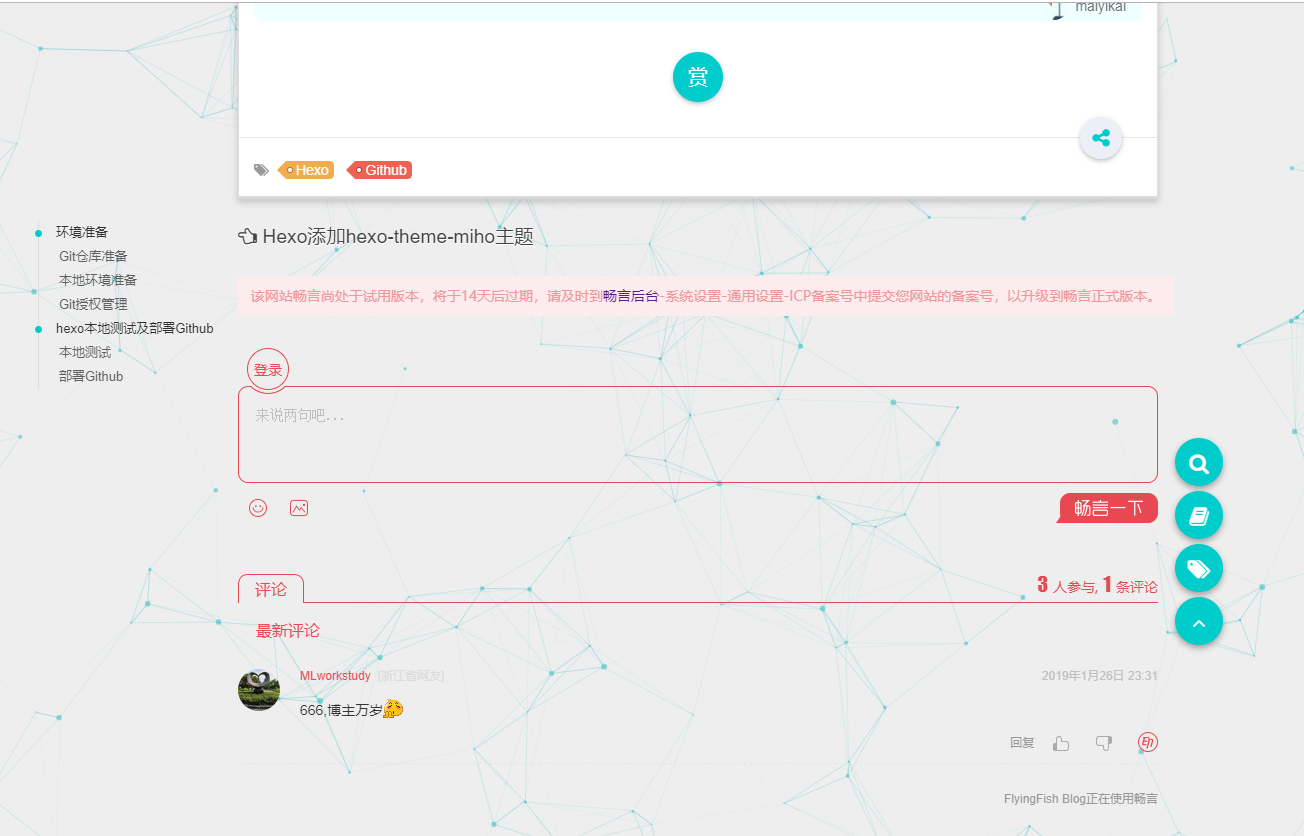 maiyikai
赏
Hexo
Github
环境准备
Git仓库准备
本地环境准备
Git授权管理
hexo本地测试及部署Github
本地测试
部署Github
Hexo添加hexo-theme-miho主题
该网站畅言尚处于试用版本，将于14天后过期，请及时到畅言后台-系统设置-通用设置-ICP备案号中提交您网站的备案号，以升级到畅言正式版本。
登录
来说两句吧...
畅言一下
评论
3 人参与, 1 条评论
最新评论
MLworkstudy [浙江省网友] 2019年1月26日 23:31
666,博主万岁
回复 印
FlyingFish Blog正在使用畅言